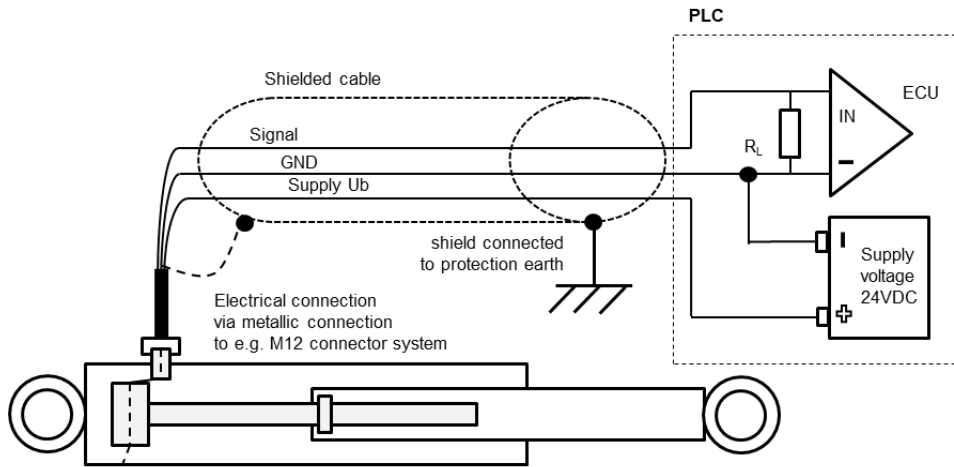 PLC
Shielded cable
ECU
Signal
IN
GND
R_L
Supply Ub
shield connected
to protection earth
Supply
voltage
24VDC
Electrical connection
via metallic connection
to e.g. M12 connector system